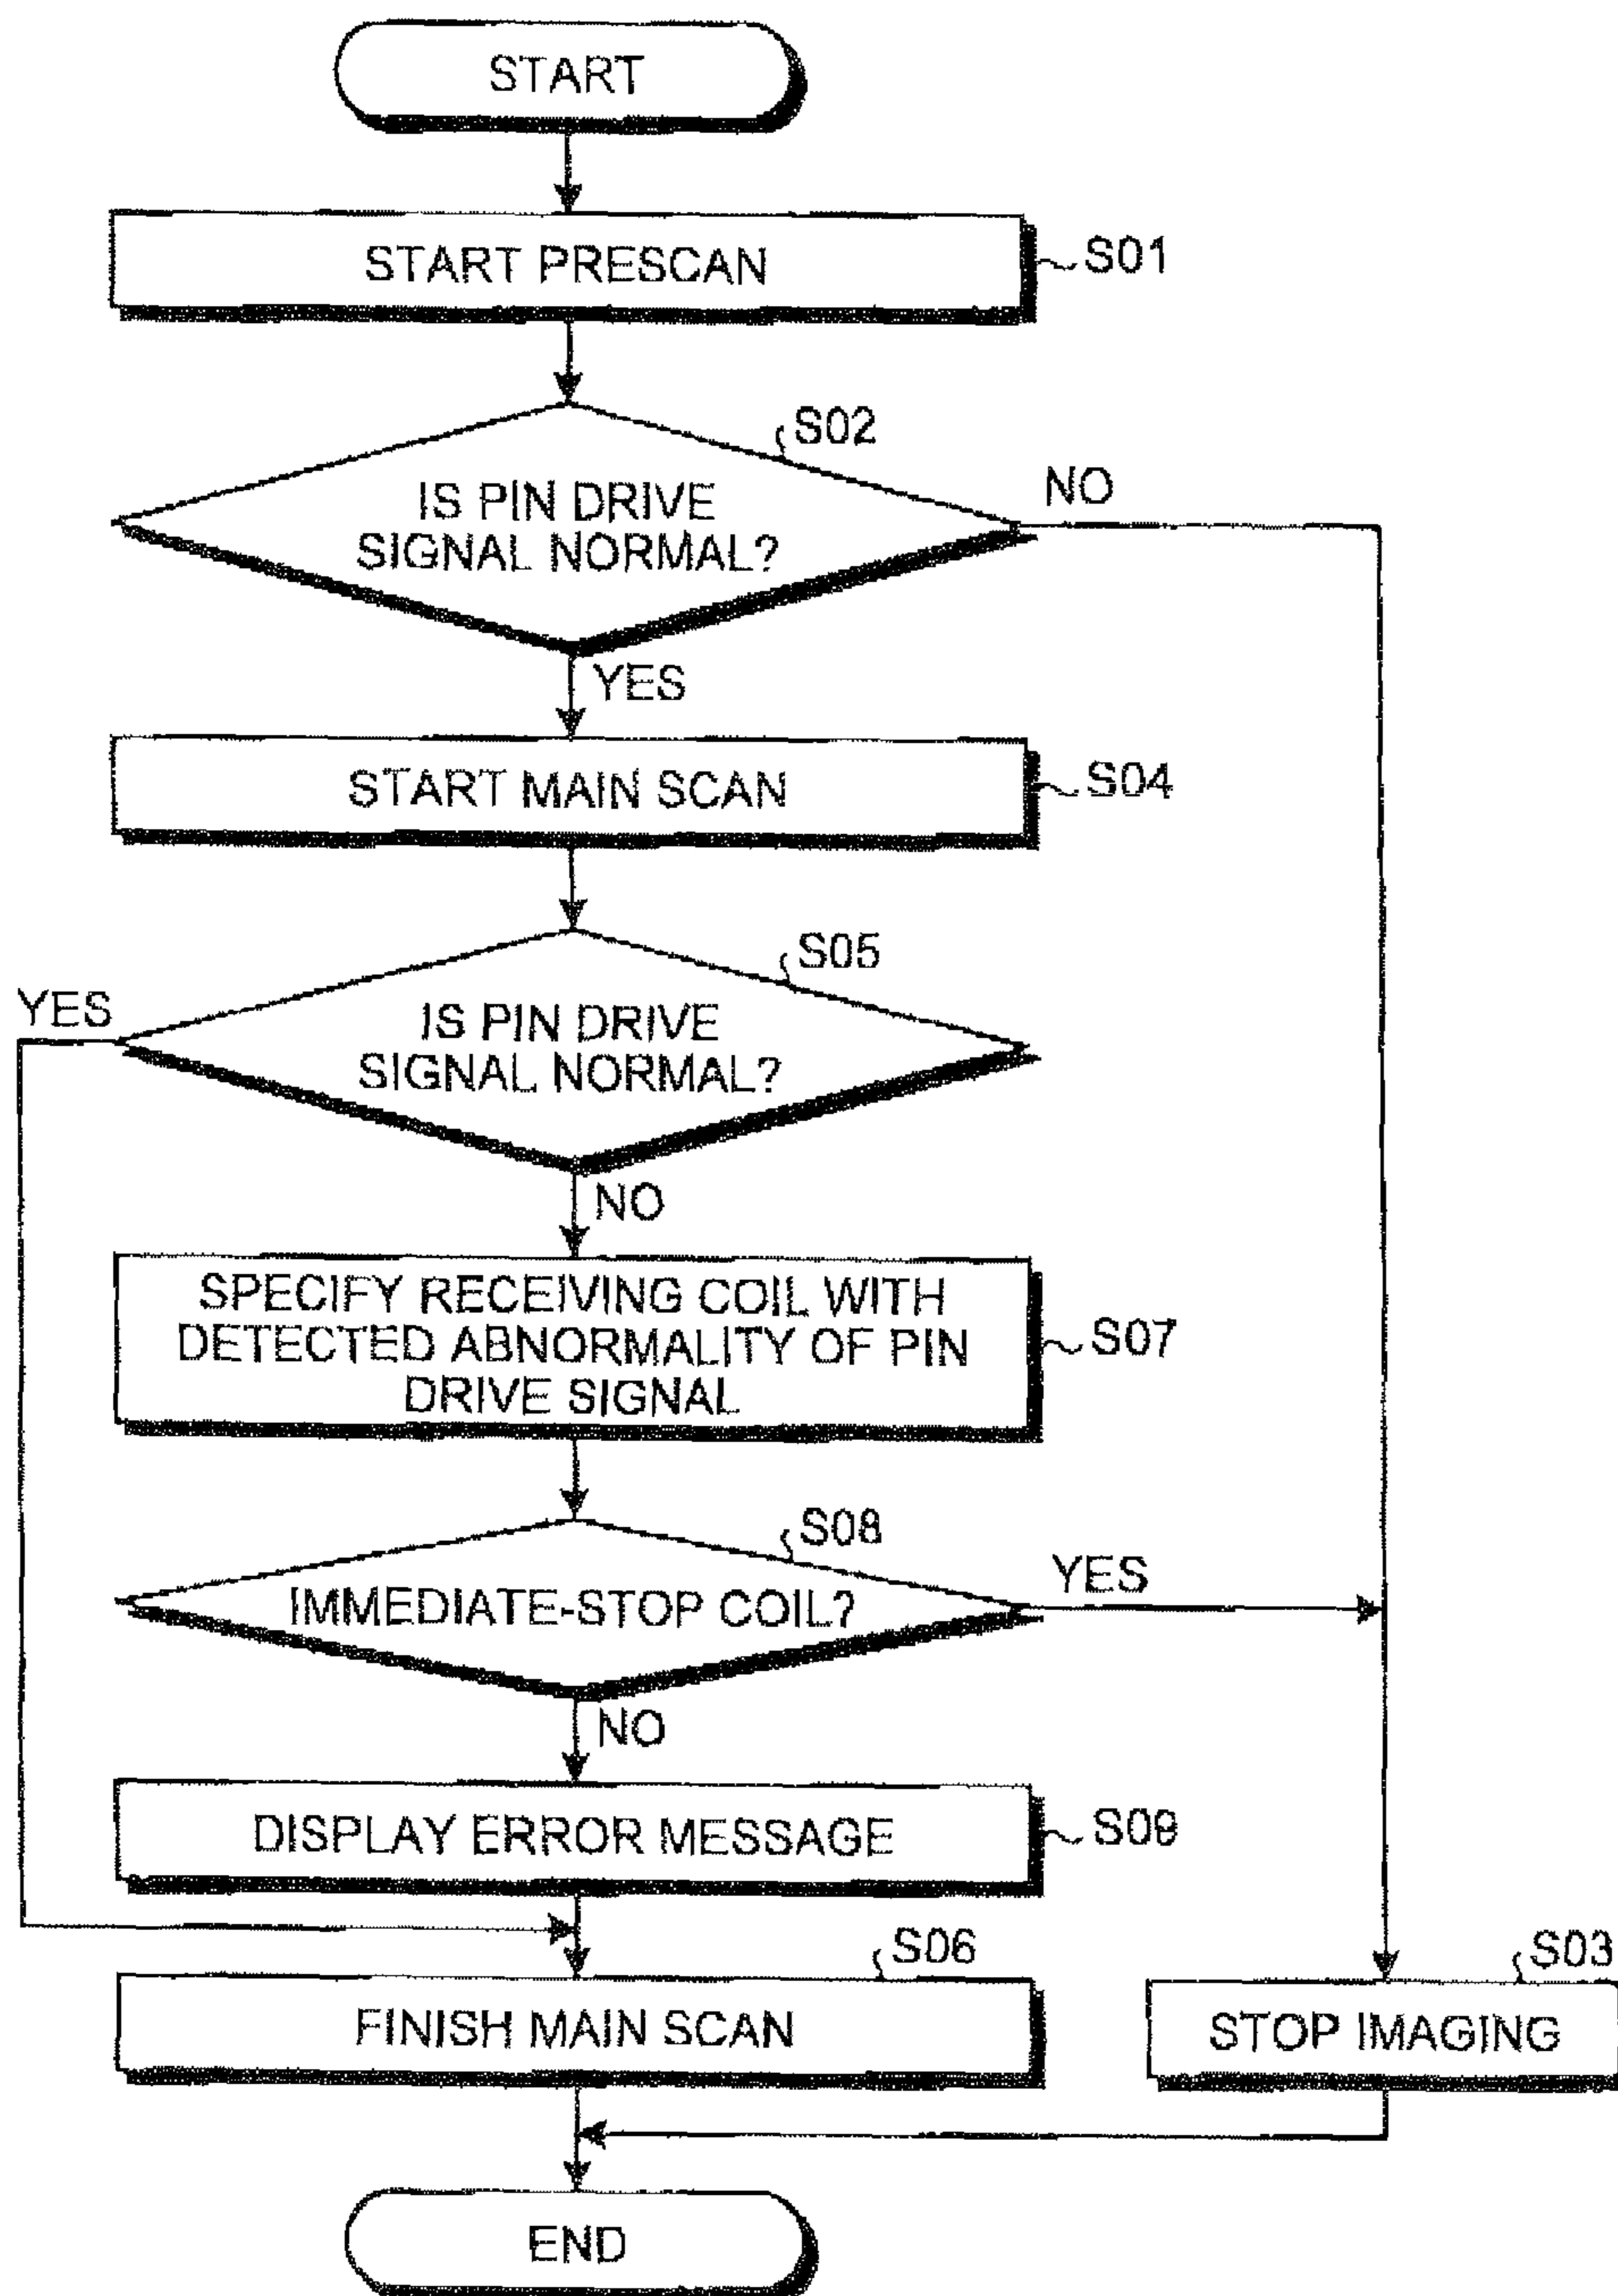 START
START PRESCAN
S01
S02
IS PIN DRIVE
SIGNAL NORMAL?
NO
YES
START MAIN SCAN
S04
S05
YES
IS PIN DRIVE
SIGNAL NORMAL?
NO
SPECIFY RECEIVING COIL WITH
DETECTED ABNORMALITY OF PIN
DRIVE SIGNAL
S07
S08
IMMEDIATE-STOP COIL?
YES
NO
DISPLAY ERROR MESSAGE
S09
S06
FINISH MAIN SCAN
S03
STOP IMAGING
END